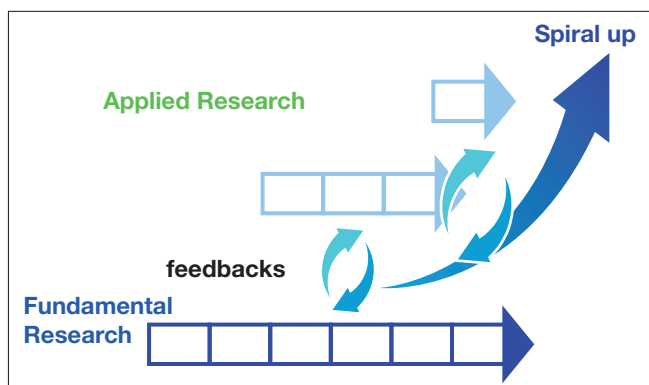 Spiral up
Applied Research
feedbacks
Fundamental
Research